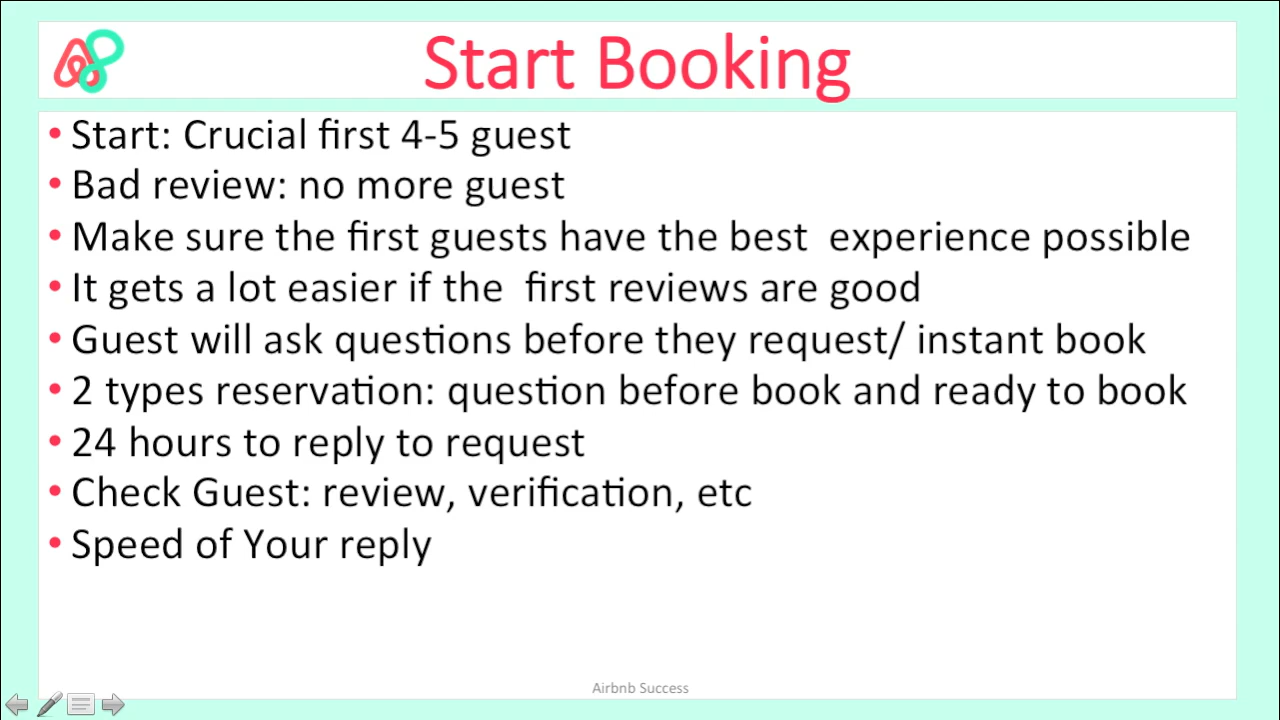 Start Booking
• Start: Crucial first 4-5 guest
• Bad review: no more guest
• Make sure the first guests have the best  experience possible
• It gets a lot easier if the  first reviews are good
• Guest will ask questions before they request/ instant book
• 2 types reservation: question before book and ready to book
• 24 hours to reply to request
• Check Guest: review, verification, etc
• Speed of Your reply
Airbnb Success